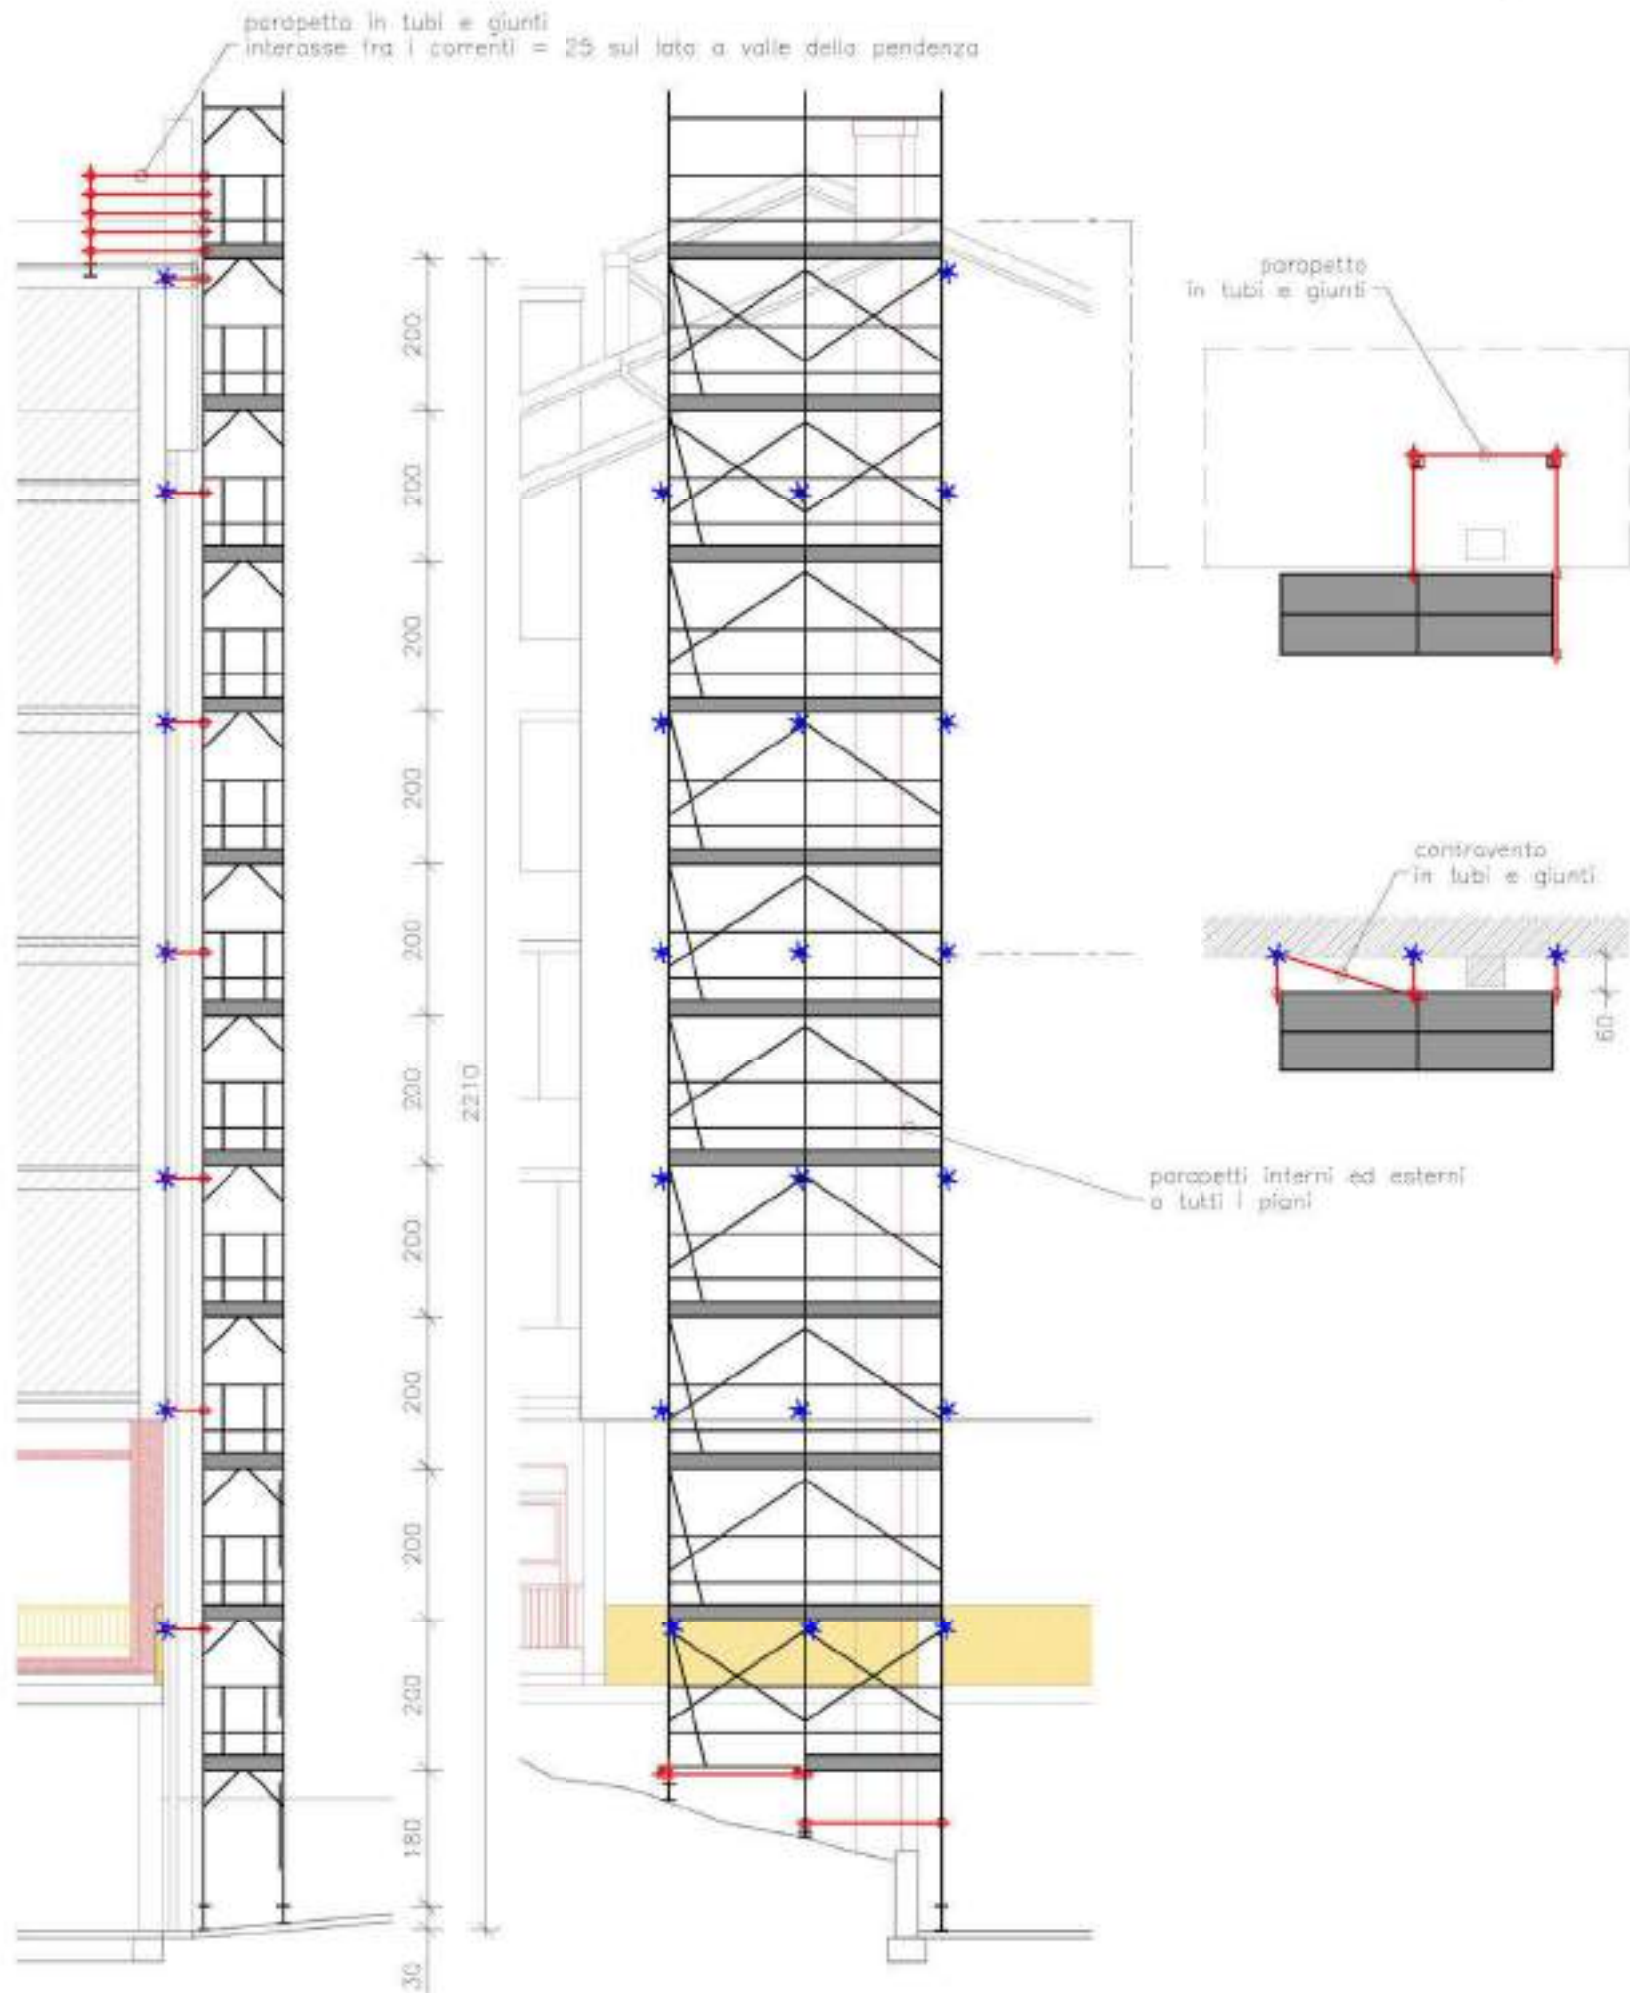 parapetto in tubi e giunti
interasse fra i correnti = 25 sul lato a valle della pendenza
parapetto
in tubi e giunti
200
200
200
200
200
200
200
200
200
200
180
30
2210
controvento
in tubi e giunti
60
parapetti interni ed esterni
a tutti i piani